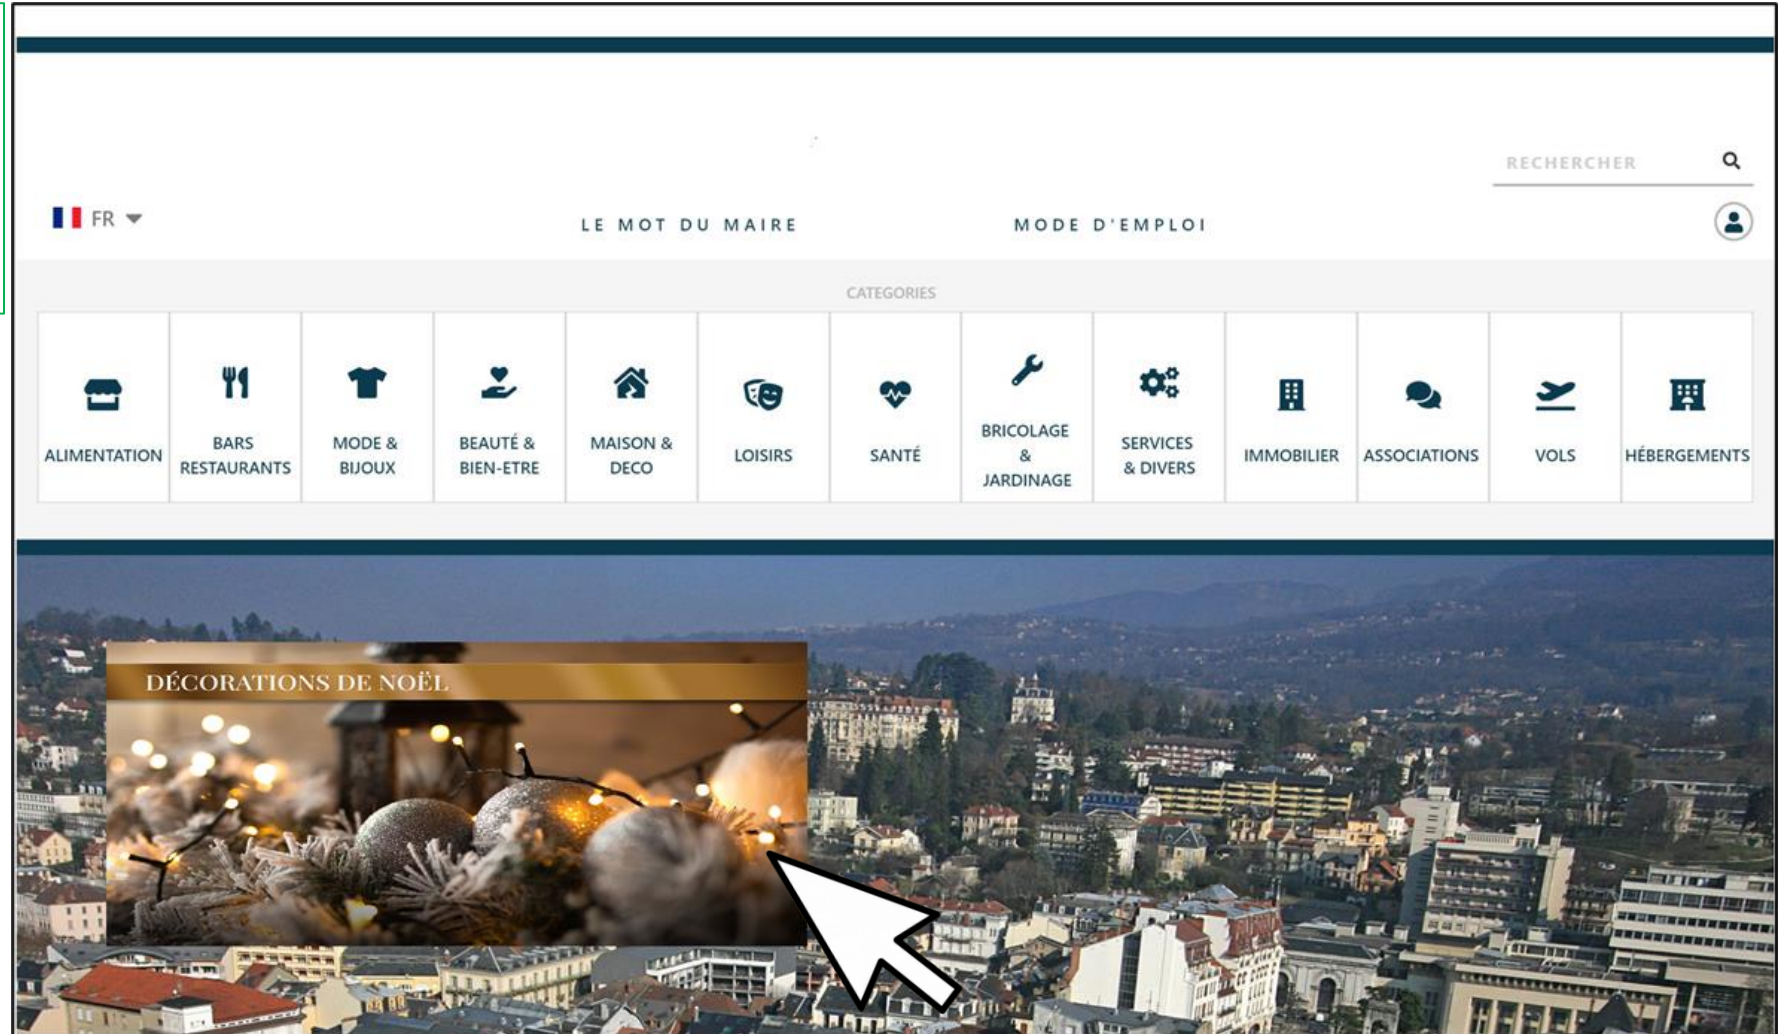 RECHERCHER
FR
LE MOT DU MAIRE
MODE D'EMPLOI
CATEGORIES
ALIMENTATION
BARS
RESTAURANTS
MODE &
BIJOUX
BEAUTÉ &
BIEN-ETRE
MAISON &
DECO
LOISIRS
SANTÉ
BRICOLAGE
&
JARDINAGE
SERVICES
& DIVERS
IMMOBILIER
ASSOCIATIONS
VOLS
HÉBERGEMENTS
DÉCORATIONS DE NOËL